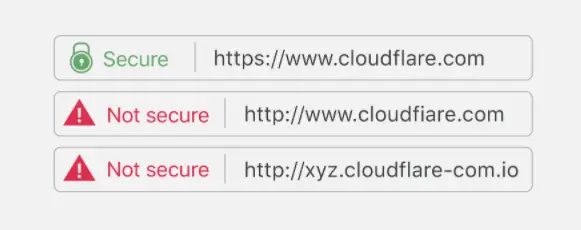 Secure https://www.cloudflare.com
Not secure http://www.cloudfiare.com
Not secure http://xyz.cloudflare-com.io